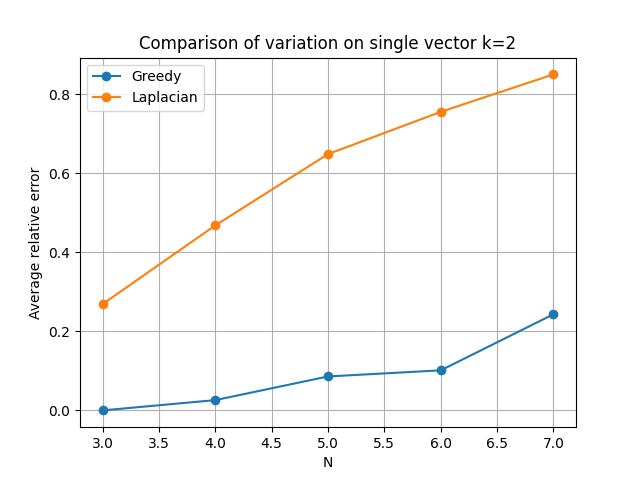 Comparison of variation on single vector k=2
Greedy
Laplacian
Average relative error
0.8
0.6
0.4
0.2
0.0
3.0 3.5 4.0 4.5 5.0 5.5 6.0 6.5 7.0
N